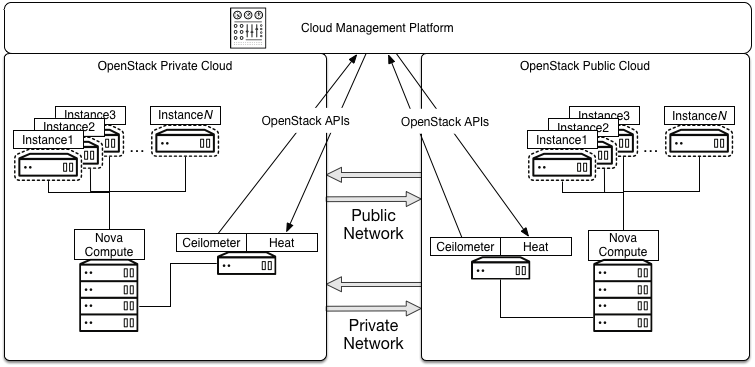 Cloud Management Platform
OpenStack Private Cloud
OpenStack Public Cloud
Instance3
Instance2
Instance1
InstanceN
...
OpenStack APIs
OpenStack APIs
Instance3
Instance2
Instance1
InstanceN
...
Public
Network
Nova
Compute
Ceilometer
Heat
Ceilometer
Heat
Nova
Compute
Private
Network